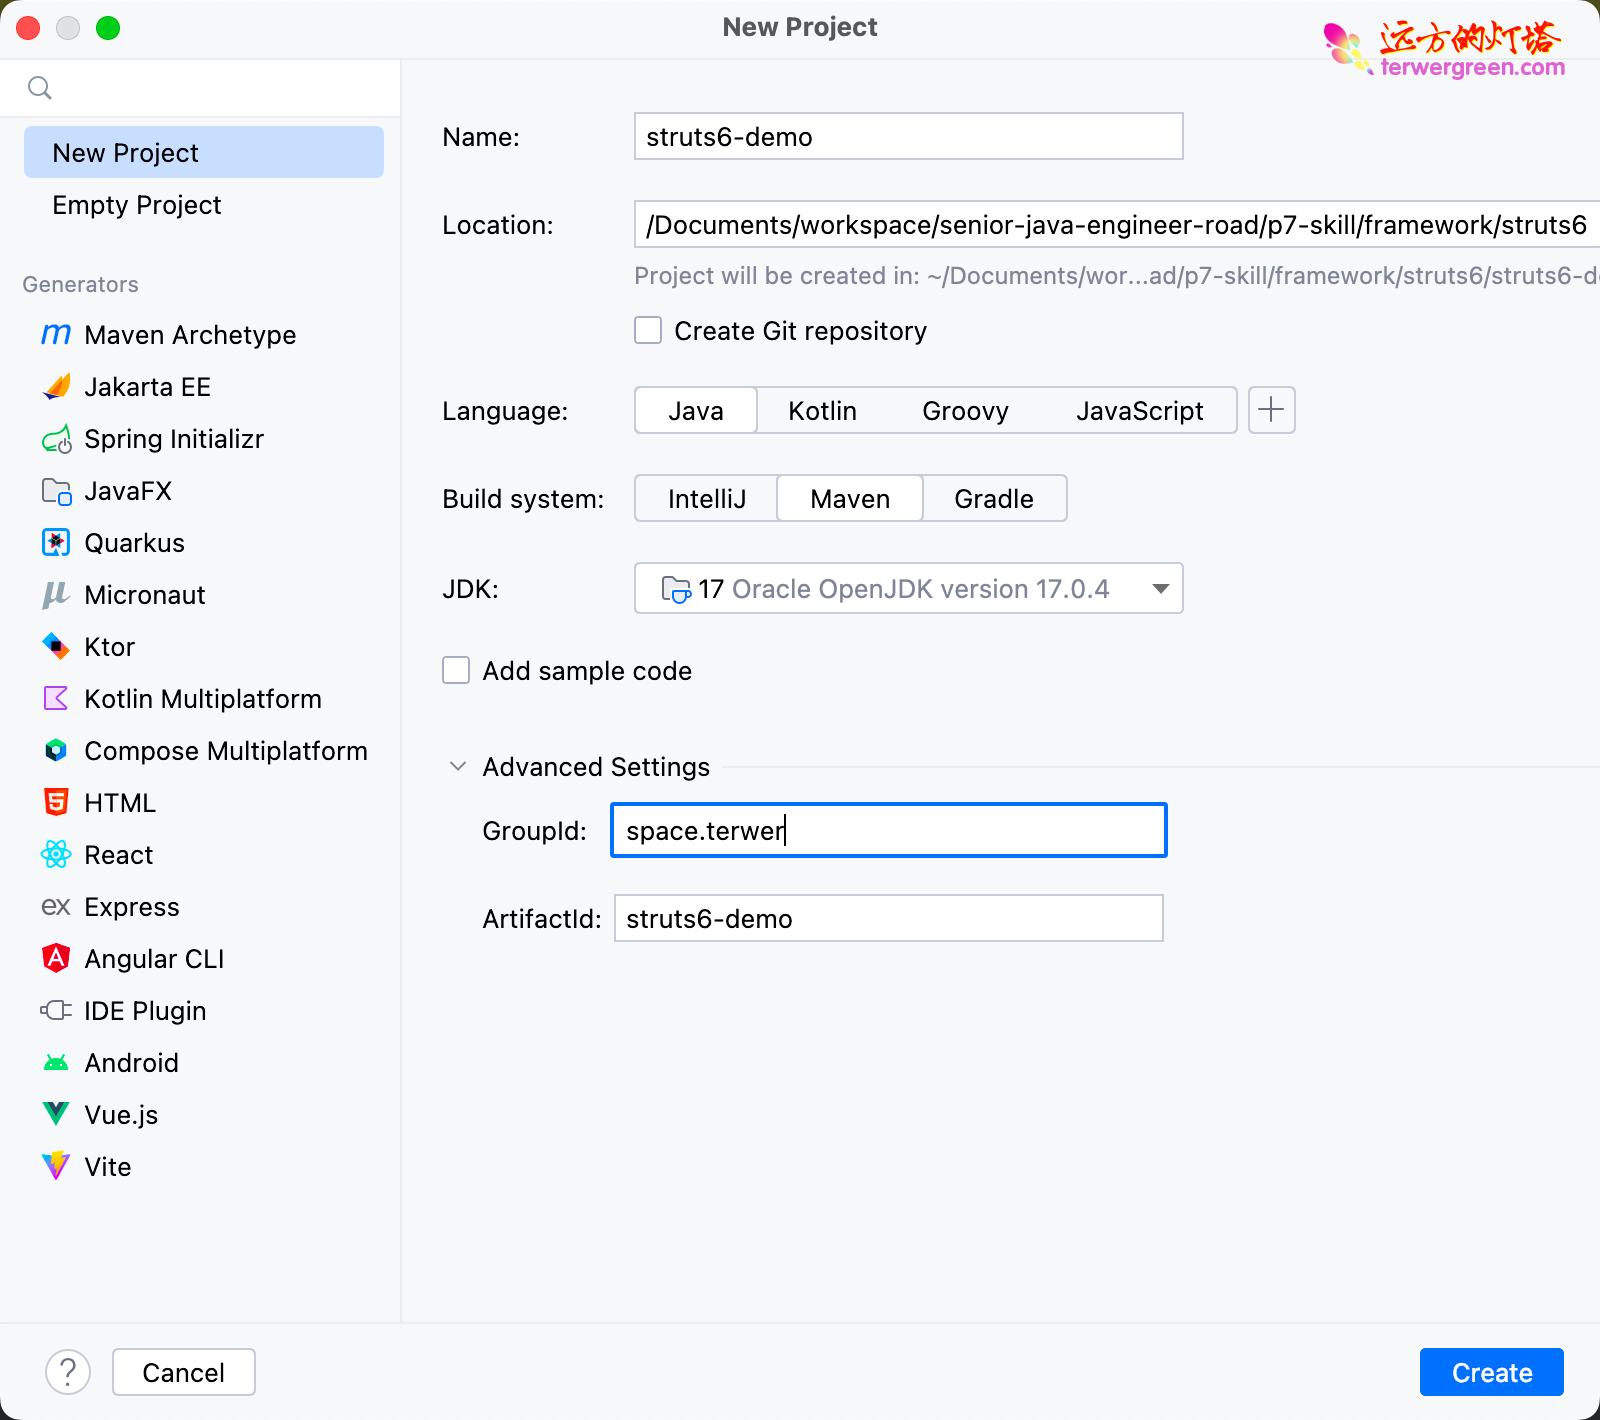 New Project
远方的灯塔
terwergreen.com
New Project
Empty Project
Generators
Maven Archetype
Jakarta EE
Spring Initializr
JavaFX
Quarkus
Micronaut
Ktor
Kotlin Multiplatform
Compose Multiplatform
HTML
React
Express
Angular CLI
IDE Plugin
Android
Vue.js
Vite
Name: struts6-demo
Location: /Documents/workspace/senior-java-engineer-road/p7-skill/framework/struts6
Project will be created in: ~/Documents/wor...ad/p7-skill/framework/struts6/struts6-d
Create Git repository
Language: Java Kotlin Groovy JavaScript
Build system: IntelliJ Maven Gradle
JDK: 17 Oracle OpenJDK version 17.0.4
Add sample code
Advanced Settings
GroupId: space.terwer
ArtifactId: struts6-demo
? Cancel Create